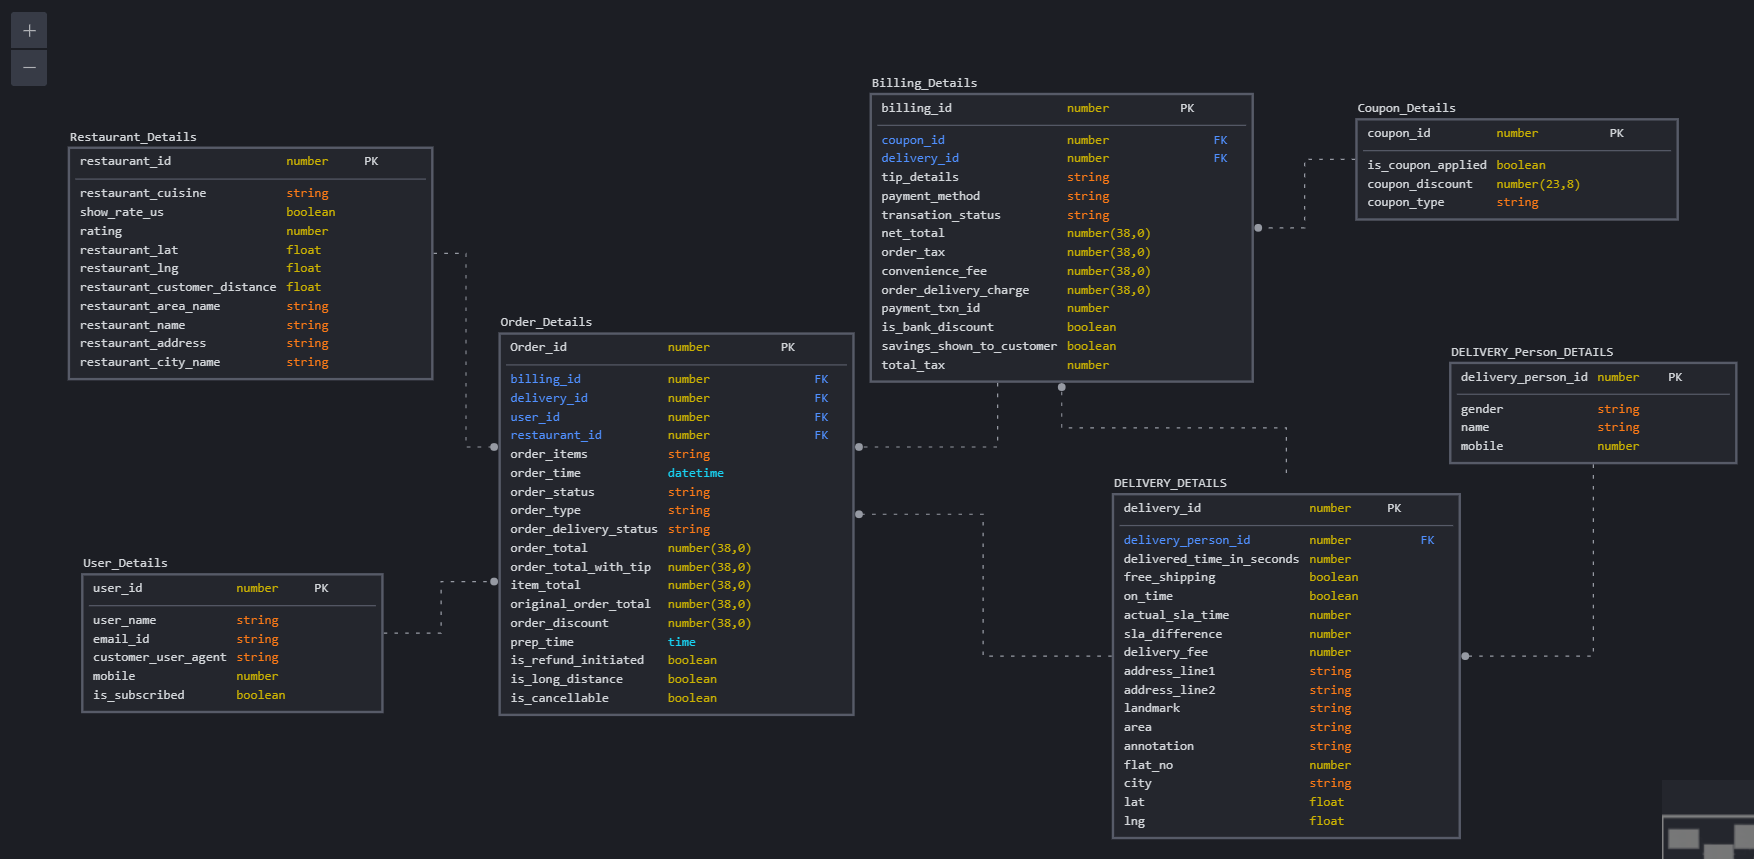 +
−
Restaurant_Details
restaurant_id number PK
restaurant_cuisine string
show_rate_us boolean
rating number
restaurant_lat float
restaurant_lng float
restaurant_customer_distance float
restaurant_area_name string
restaurant_name string
restaurant_address string
restaurant_city_name string
User_Details
user_id number PK
user_name string
email_id string
customer_user_agent string
mobile number
is_subscribed boolean
Order_Details
Order_id number PK
billing_id number FK
delivery_id number FK
user_id number FK
restaurant_id number FK
order_items string
order_time datetime
order_status string
order_type string
order_delivery_status string
order_total number(38,0)
order_total_with_tip number(38,0)
item_total number(38,0)
original_order_total number(38,0)
order_discount number(38,0)
prep_time time
is_refund_initiated boolean
is_long_distance boolean
is_cancellable boolean
Billing_Details
billing_id number PK
coupon_id number FK
delivery_id number FK
tip_details string
payment_method string
transation_status string
net_total number(38,0)
order_tax number(38,0)
convenience_fee number(38,0)
order_delivery_charge number(38,0)
payment_txn_id number
is_bank_discount boolean
savings_shown_to_customer boolean
total_tax number
Coupon_Details
coupon_id number PK
is_coupon_applied boolean
coupon_discount number(23,8)
coupon_type string
DELIVERY_Person_DETAILS
delivery_person_id number PK
gender string
name string
mobile number
DELIVERY_DETAILS
delivery_id number PK
delivery_person_id number FK
delivered_time_in_seconds number
free_shipping boolean
on_time boolean
actual_sla_time number
sla_difference number
delivery_fee number
address_line1 string
address_line2 string
landmark string
area string
annotation string
flat_no number
city string
lat float
lng float